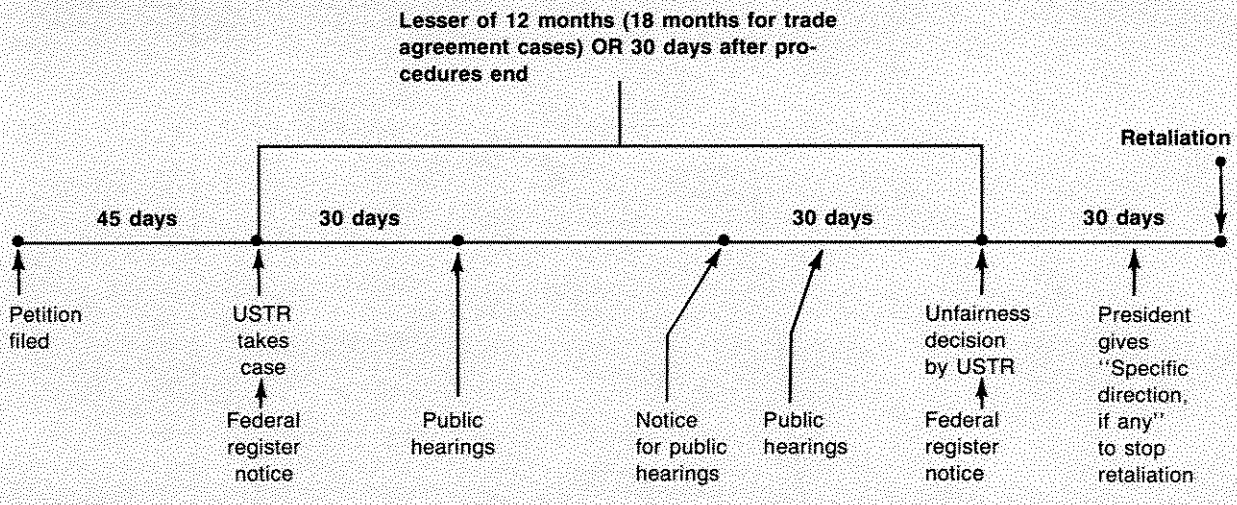 Lesser of 12 months (18 months for trade
agreement cases) OR 30 days after pro-
cedures end
Retaliation
45 days
30 days
30 days
30 days
Petition
filed
USTR
takes
case
Federal
register
notice
Public
hearings
Notice
for public
hearings
Public
hearings
Unfairness
decision
by USTR
Federal
register
notice
President
gives
‘‘Specific
direction,
if any’’
to stop
retaliation